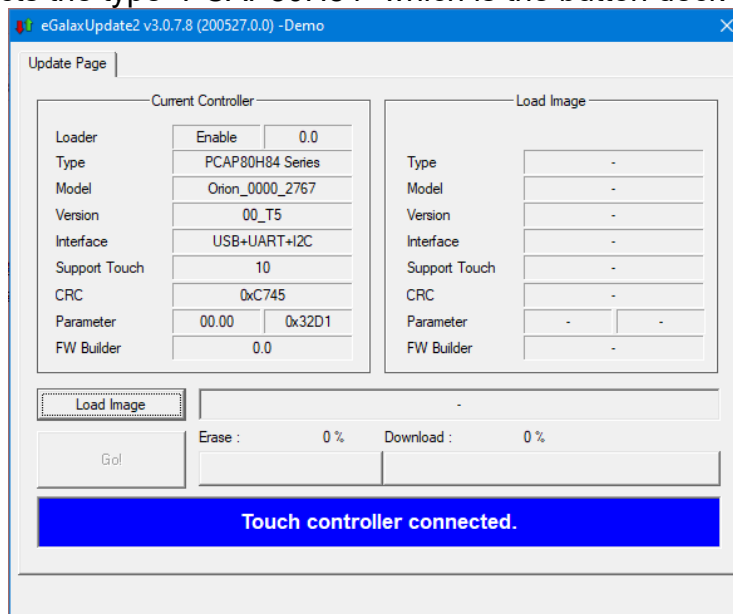 eGalaxUpdate2 v3.0.7.8 (200527.0.0) -Demo
Update Page
Current Controller
Loader Enable 0.0
Type PCAP80H84 Series
Model Orion_0000_2767
Version 00_T5
Interface USB+UART+I2C
Support Touch 10
CRC 0xC745
Parameter 00.00 0x32D1
FW Builder 0.0
Load Image
Type -
Model -
Version -
Interface -
Support Touch -
CRC -
Parameter - -
FW Builder -
Load Image -
Erase : 0 % Download : 0 %
Go!
Touch controller connected.